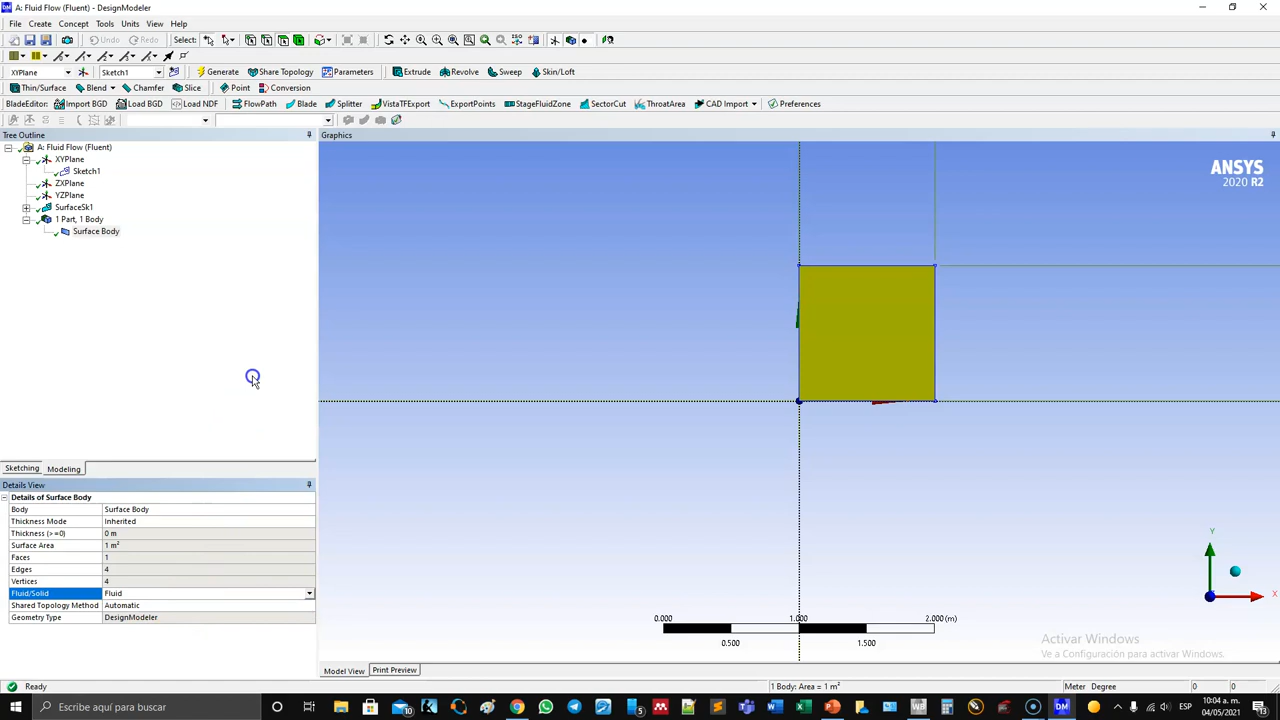 A: Fluid Flow (Fluent) - DesignModeler
File Create Concept Tools Units View Help
Undo Redo Select:
XYPlane Sketch1 Generate Share Topology Parameters Extrude Revolve Sweep Skin/Loft
Thin/Surface Blend Chamfer Slice Point Conversion
BladeEditor: Import BGD Load BGD Load NDF FlowPath Blade Splitter VistaTFExport ExportPoints StageFluidZone SectorCut ThroatArea CAD Import Preferences
Tree Outline
A: Fluid Flow (Fluent)
XYPlane
Sketch1
ZXPlane
YZPlane
SurfaceSk1
1 Part, 1 Body
Surface Body
Sketching Modeling
Details View
Details of Surface Body
Body Surface Body
Thickness Mode Inherited
Thickness (>=0) 0 m
Surface Area 1 m²
Faces 1
Edges 4
Vertices 4
Fluid/Solid Fluid
Shared Topology Method Automatic
Geometry Type DesignModeler
Graphics
ANSYS
2020 R2
Y
X
0.000 1.000 2.000 (m)
0.500 1.500
Activar Windows
Ve a Configuración para activar Windows.
Model View Print Preview
Ready 1 Body: Area = 1 m² Meter Degree 0 0
Escribe aquí para buscar ESP 10:04 a. m.
04/05/2021